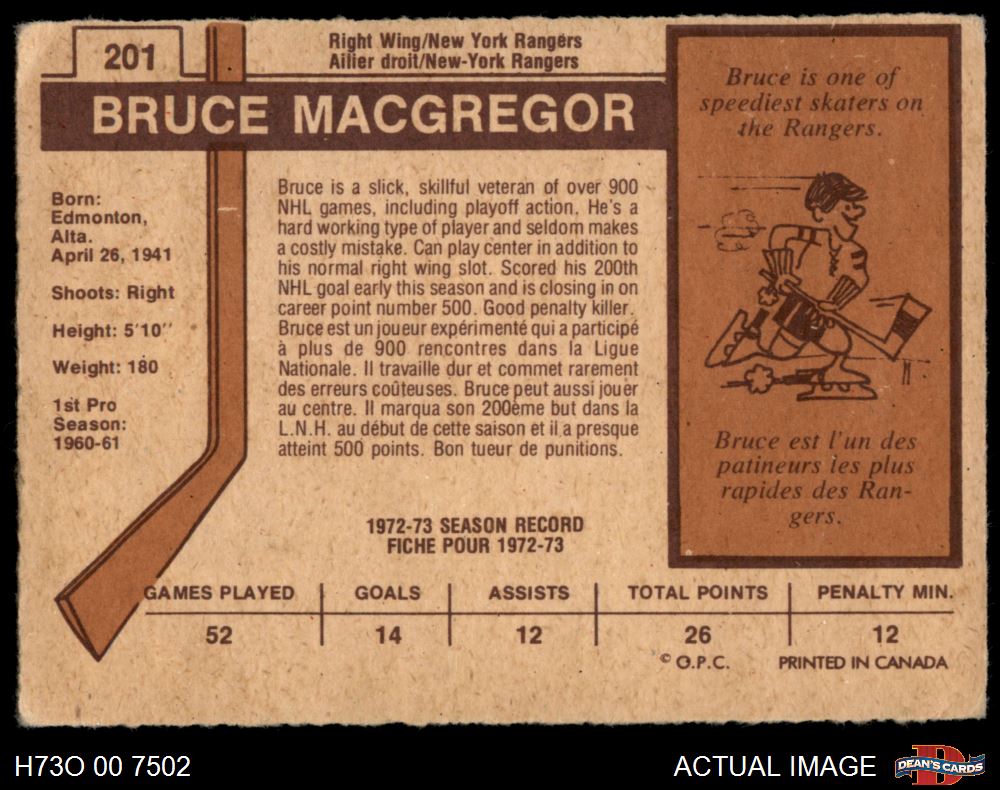 201
Right Wing/New York Rangers
Ailier droit/New-York Rangers
BRUCE MACGREGOR
Born:
Edmonton,
Alta.
April 26, 1941
Shoots: Right
Height: 5'10''
Weight: 180
1st Pro
Season:
1960-61
Bruce is a slick, skillful veteran of over 900
NHL games, including playoff action. He's a
hard working type of player and seldom makes
a costly mistake. Can play center in addition to
his normal right wing slot. Scored his 200th
NHL goal early this season and is closing in on
career point number 500. Good penalty killer.
Bruce est un joueur expérimenté qui a participé
à plus de 900 rencontres dans la Ligue
Nationale. Il travaille dur et commet rarement
des erreurs coûteuses. Bruce peut aussi jouer
au centre. Il marqua son 200ème but dans la
L.N.H. au début de cette saison et il a presque
atteint 500 points. Bon tueur de punitions.
Bruce is one of
speediest skaters on
the Rangers.
Bruce est l'un des
patineurs les plus
rapides des Ran-
gers.
1972-73 SEASON RECORD
FICHE POUR 1972-73
GAMES PLAYED GOALS ASSISTS TOTAL POINTS PENALTY MIN.
52 14 12 26 12
© O.P.C. PRINTED IN CANADA
H73O 00 7502 ACTUAL IMAGE DEAN'S CARDS